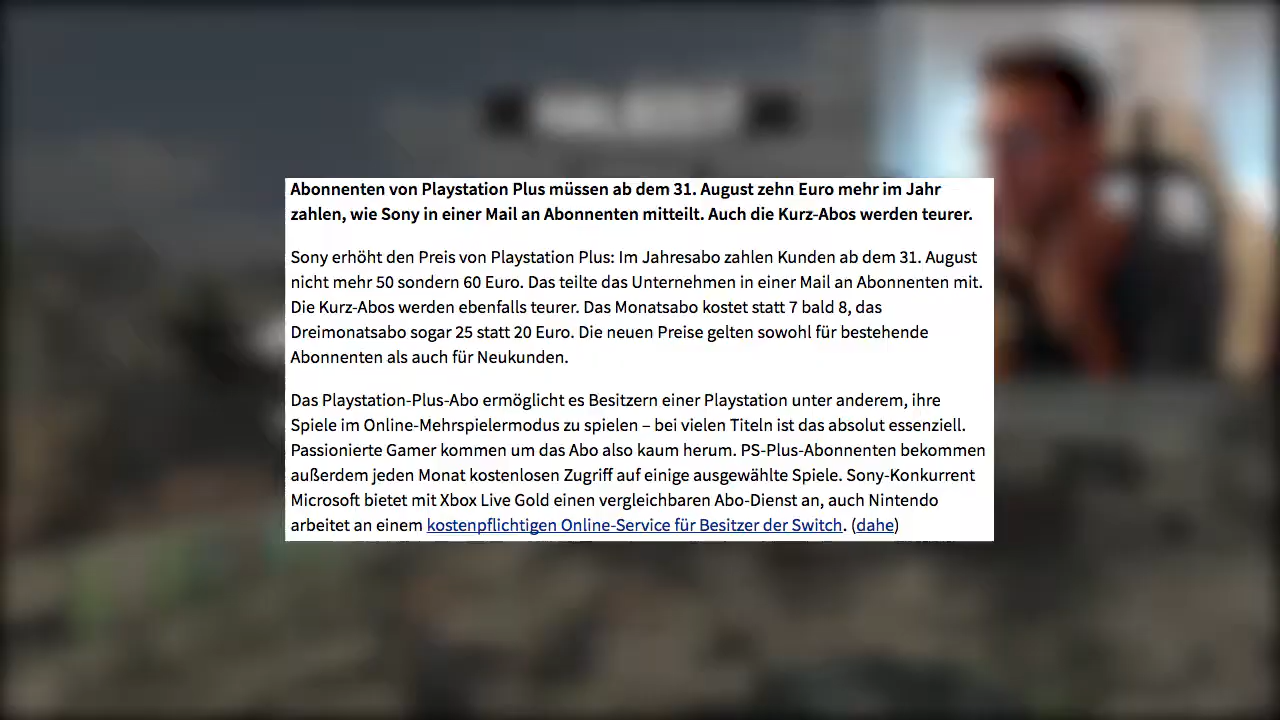 Abonnenten von Playstation Plus müssen ab dem 31. August zehn Euro mehr im Jahr
zahlen, wie Sony in einer Mail an Abonnenten mitteilt. Auch die Kurz-Abos werden teurer.
Sony erhöht den Preis von Playstation Plus: Im Jahresabo zahlen Kunden ab dem 31. August
nicht mehr 50 sondern 60 Euro. Das teilte das Unternehmen in einer Mail an Abonnenten mit.
Die Kurz-Abos werden ebenfalls teurer. Das Monatsabo kostet statt 7 bald 8, das
Dreimonatsabo sogar 25 statt 20 Euro. Die neuen Preise gelten sowohl für bestehende
Abonnenten als auch für Neukunden.
Das Playstation-Plus-Abo ermöglicht es Besitzern einer Playstation unter anderem, ihre
Spiele im Online-Mehrspielermodus zu spielen – bei vielen Titeln ist das absolut essenziell.
Passionierte Gamer kommen um das Abo also kaum herum. PS-Plus-Abonnenten bekommen
außerdem jeden Monat kostenlosen Zugriff auf einige ausgewählte Spiele. Sony-Konkurrent
Microsoft bietet mit Xbox Live Gold einen vergleichbaren Abo-Dienst an, auch Nintendo
arbeitet an einem kostenpflichtigen Online-Service für Besitzer der Switch. (dahe)